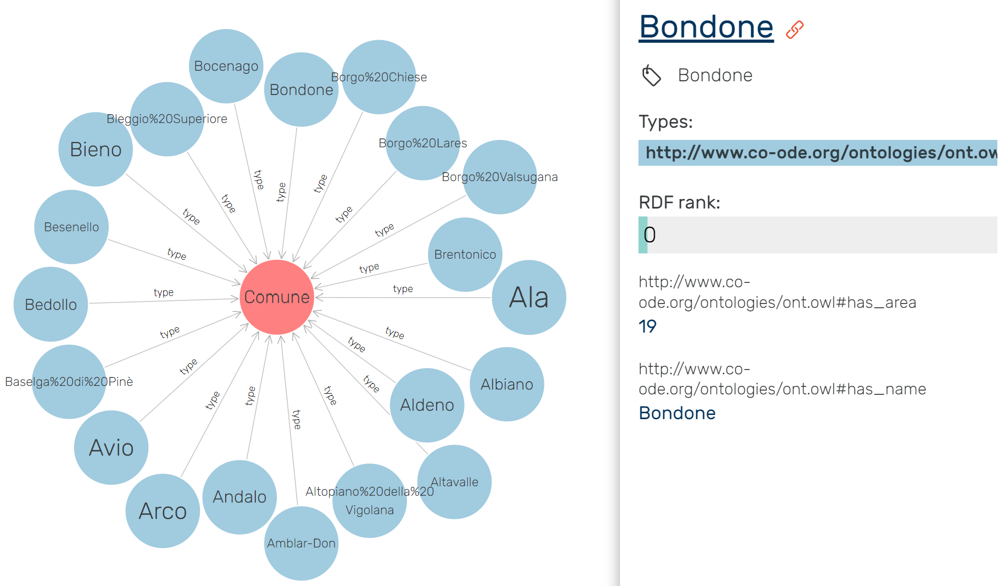 Bocenago
Bondone
Borgo%20Chiese
Bleggio%20Superiore
Borgo%20Lares
Bieno
Borgo%20Valsugana
type
type
type
type
type
type
type
type
Besenello
Brentonico
type
type
Comune
type
type
Ala
Bedollo
type
type
type
Baselga%20di%20Pinè
type
type
type
type
type
type
Albiano
Aldeno
Avio
Altavalle
Altopiano%20della%20
Vigolana
Andalo
Arco
Amblar-Don
Bondone
Bondone
Types:
http://www.co-ode.org/ontologies/ont.ow
RDF rank:
0
http://www.co-
ode.org/ontologies/ont.owl#has_area
19
http://www.co-
ode.org/ontologies/ont.owl#has_name
Bondone